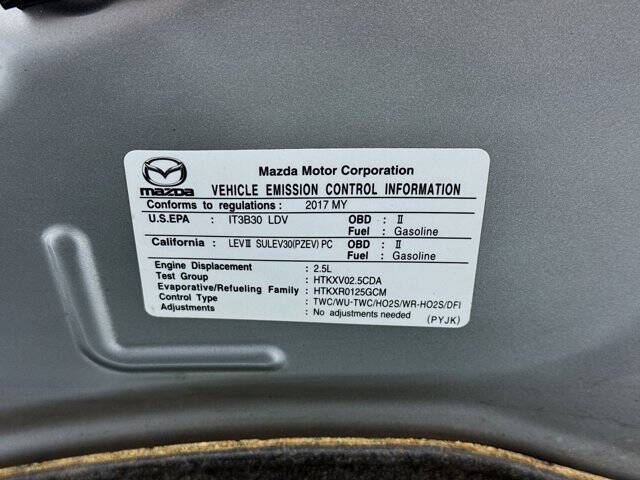 Mazda Motor Corporation
mazda VEHICLE EMISSION CONTROL INFORMATION
Conforms to regulations : 2017 MY
U.S.EPA : IT3B30 LDV OBD : Ⅱ
Fuel : Gasoline
California : LEVⅢ SULEV30(PZEV) PC OBD : Ⅱ
Fuel : Gasoline
Engine Displacement : 2.5L
Test Group : HTKXV02.5CDA
Evaporative/Refueling Family : HTKXR0125GCM
Control Type : TWC/WU-TWC/HO2S/WR-HO2S/DFI
Adjustments : No adjustments needed
(PYJK)